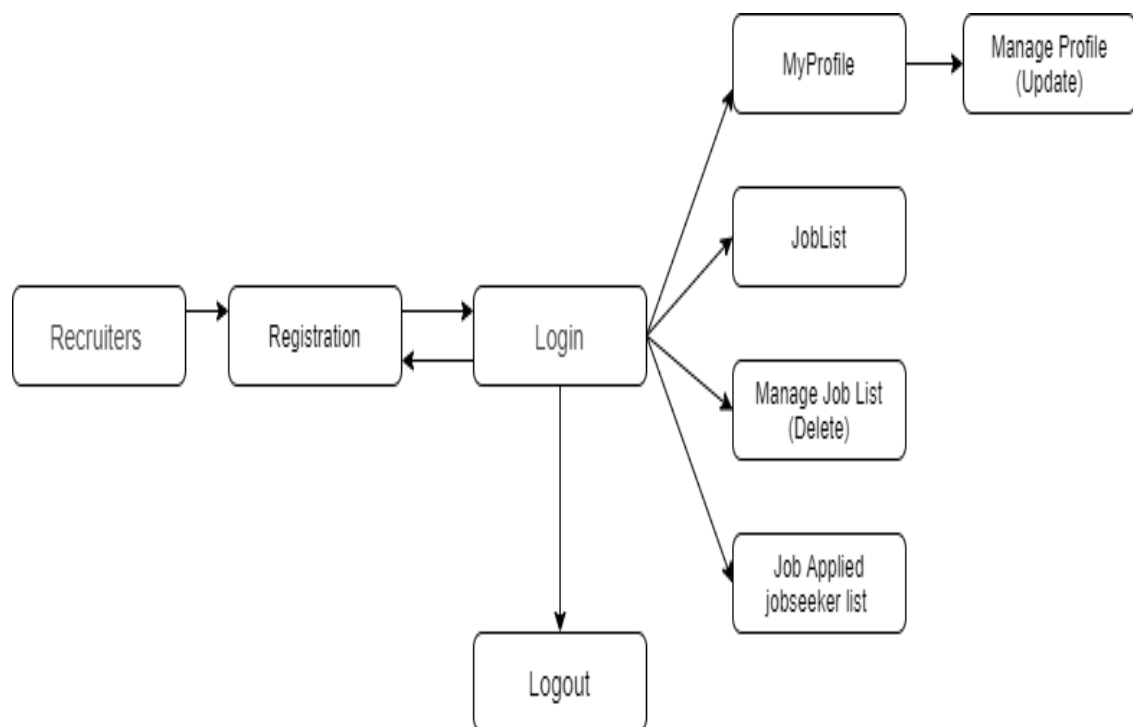 MyProfile
Manage Profile
(Update)
JobList
Recruiters
Registration
Login
Manage Job List
(Delete)
Job Applied
jobseeker list
Logout